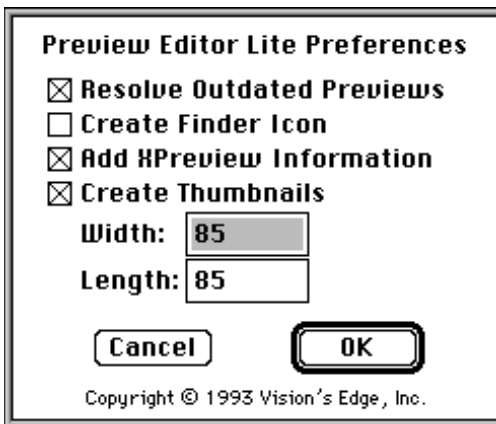 Preview Editor Lite Preferences
Resolve Outdated Previews
Create Finder Icon
Add XPreview Information
Create Thumbnails
Width: 85
Length: 85
Cancel OK
Copyright © 1993 Vision's Edge, Inc.